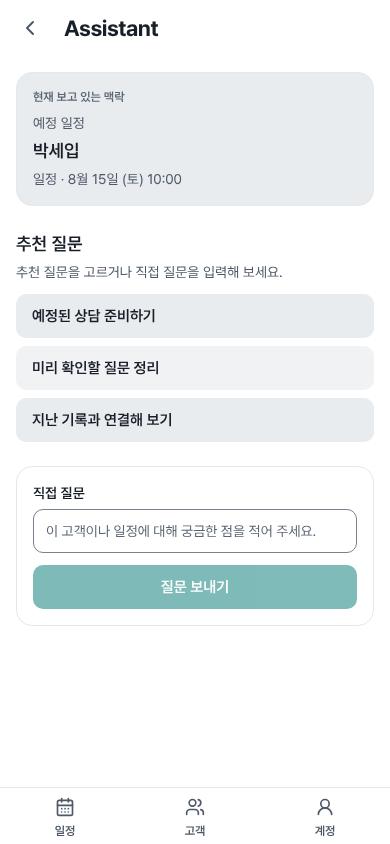 Assistant
현재 보고 있는 맥락
예정 일정
박세입
일정 · 8월 15일 (토) 10:00
추천 질문
추천 질문을 고르거나 직접 질문을 입력해 보세요.
예정된 상담 준비하기
미리 확인할 질문 정리
지난 기록과 연결해 보기
직접 질문
이 고객이나 일정에 대해 궁금한 점을 적어 주세요.
질문 보내기
일정 고객 계정